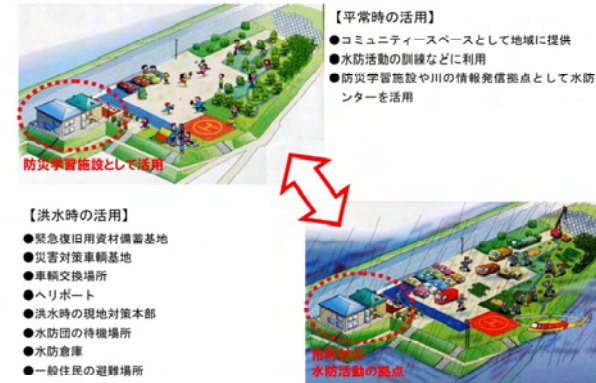 【平常時の活用】
●コミュニティースペースとして地域に提供
●水防活動の訓練などに利用
●防災学習施設や川の情報発信拠点として水防
ンターを活用
防災学習施設として活用
【洪水時の活用】
●緊急復旧用資材備蓄基地
●災害対策車輌基地
●車輌交換場所
●ヘリポート
●洪水時の現地対策本部
●水防団の待機場所
●水防倉庫
●一般住民の避難場所
H
H
市町村の
水防活動の拠点